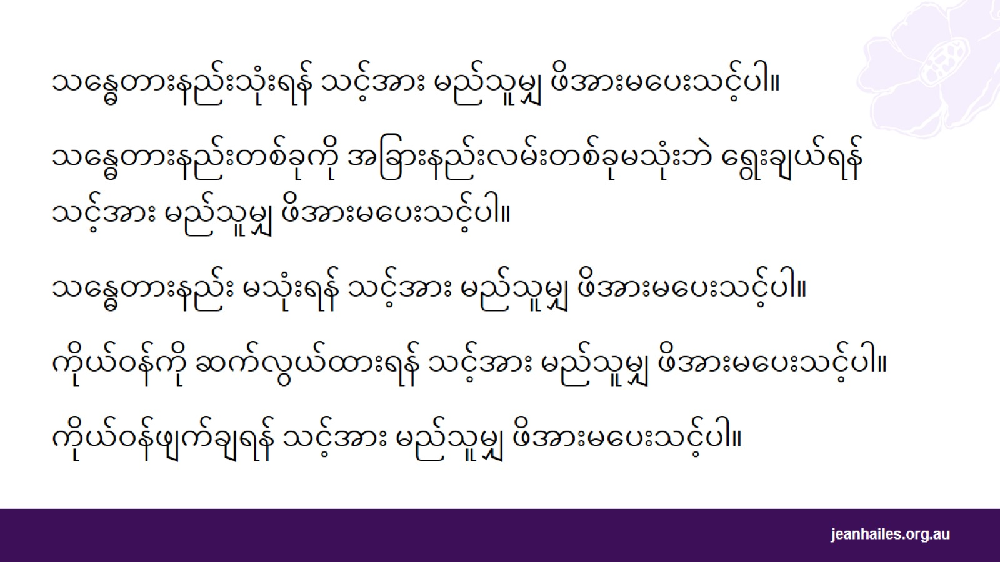 သန္ဓေတားနည်းသုံးရန် သင့်အား မည်သူမျှ ဖိအားမပေးသင့်ပါ။
သန္ဓေတားနည်းတစ်ခုကို အခြားနည်းလမ်းတစ်ခုမသုံးဘဲ ရွေးချယ်ရန်
သင့်အား မည်သူမျှ ဖိအားမပေးသင့်ပါ။
သန္ဓေတားနည်း မသုံးရန် သင့်အား မည်သူမျှ ဖိအားမပေးသင့်ပါ။
ကိုယ်ဝန်ကို ဆက်လွယ်ထားရန် သင့်အား မည်သူမျှ ဖိအားမပေးသင့်ပါ။
ကိုယ်ဝန်ဖျက်ချရန် သင့်အား မည်သူမျှ ဖိအားမပေးသင့်ပါ။
jeanhailes.org.au